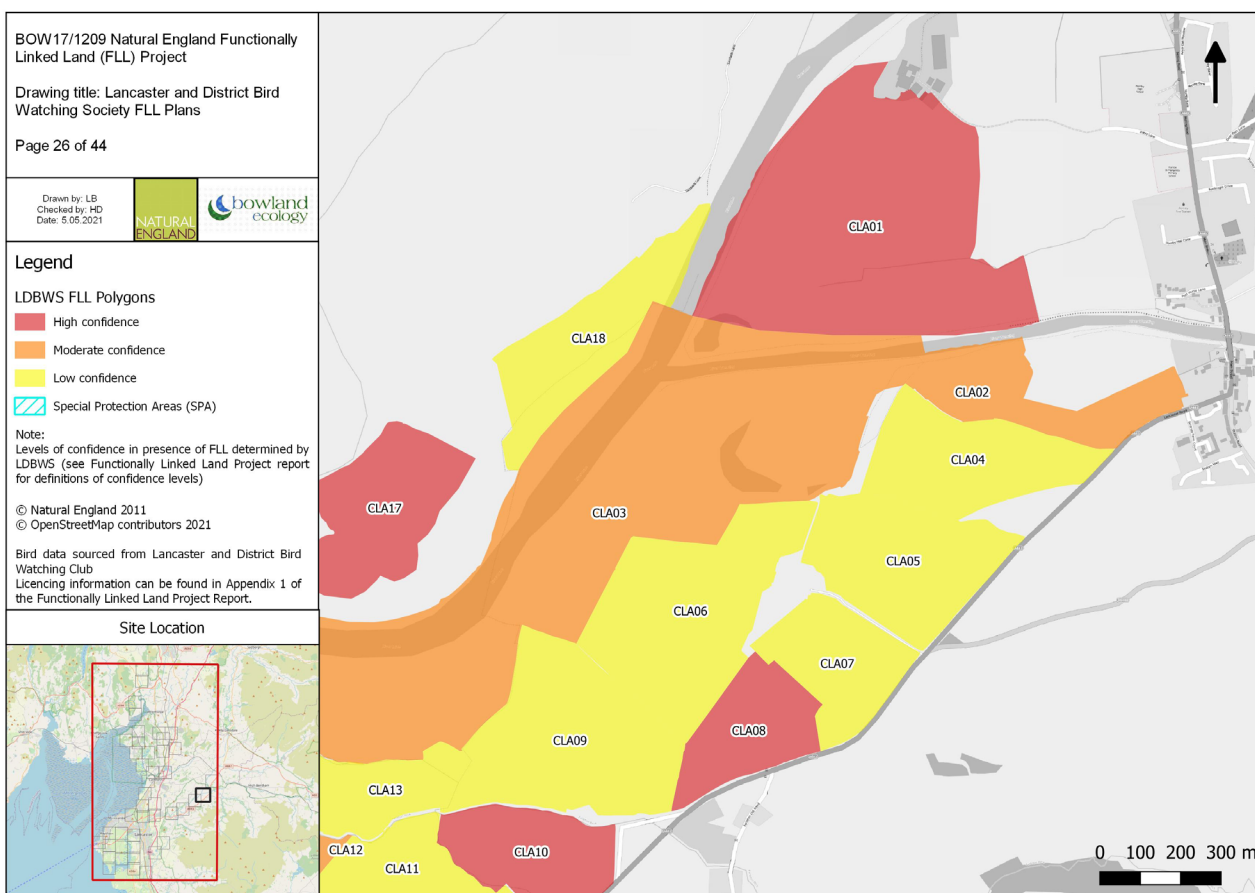 BOW17/1209 Natural England Functionally
Linked Land (FLL) Project
Drawing title: Lancaster and District Bird
Watching Society FLL Plans
Page 26 of 44
Drawn by: LB
Checked by: HD
Date: 5.05.2021
NATURAL
ENGLAND
bowland
ecology
Legend
LDBWS FLL Polygons
High confidence
Moderate confidence
Low confidence
Special Protection Areas (SPA)
Note:
Levels of confidence in presence of FLL determined by
LDBWS (see Functionally Linked Land Project report
for definitions of confidence levels)
© Natural England 2011
© OpenStreetMap contributors 2021
Bird data sourced from Lancaster and District Bird
Watching Club
Licencing information can be found in Appendix 1 of
the Functionally Linked Land Project Report.
Site Location
CLA01
CLA18
CLA02
CLA04
CLA17
CLA03
CLA05
CLA06
CLA07
CLA08
CLA09
CLA13
CLA12
CLA11
CLA10
0 100 200 300 m